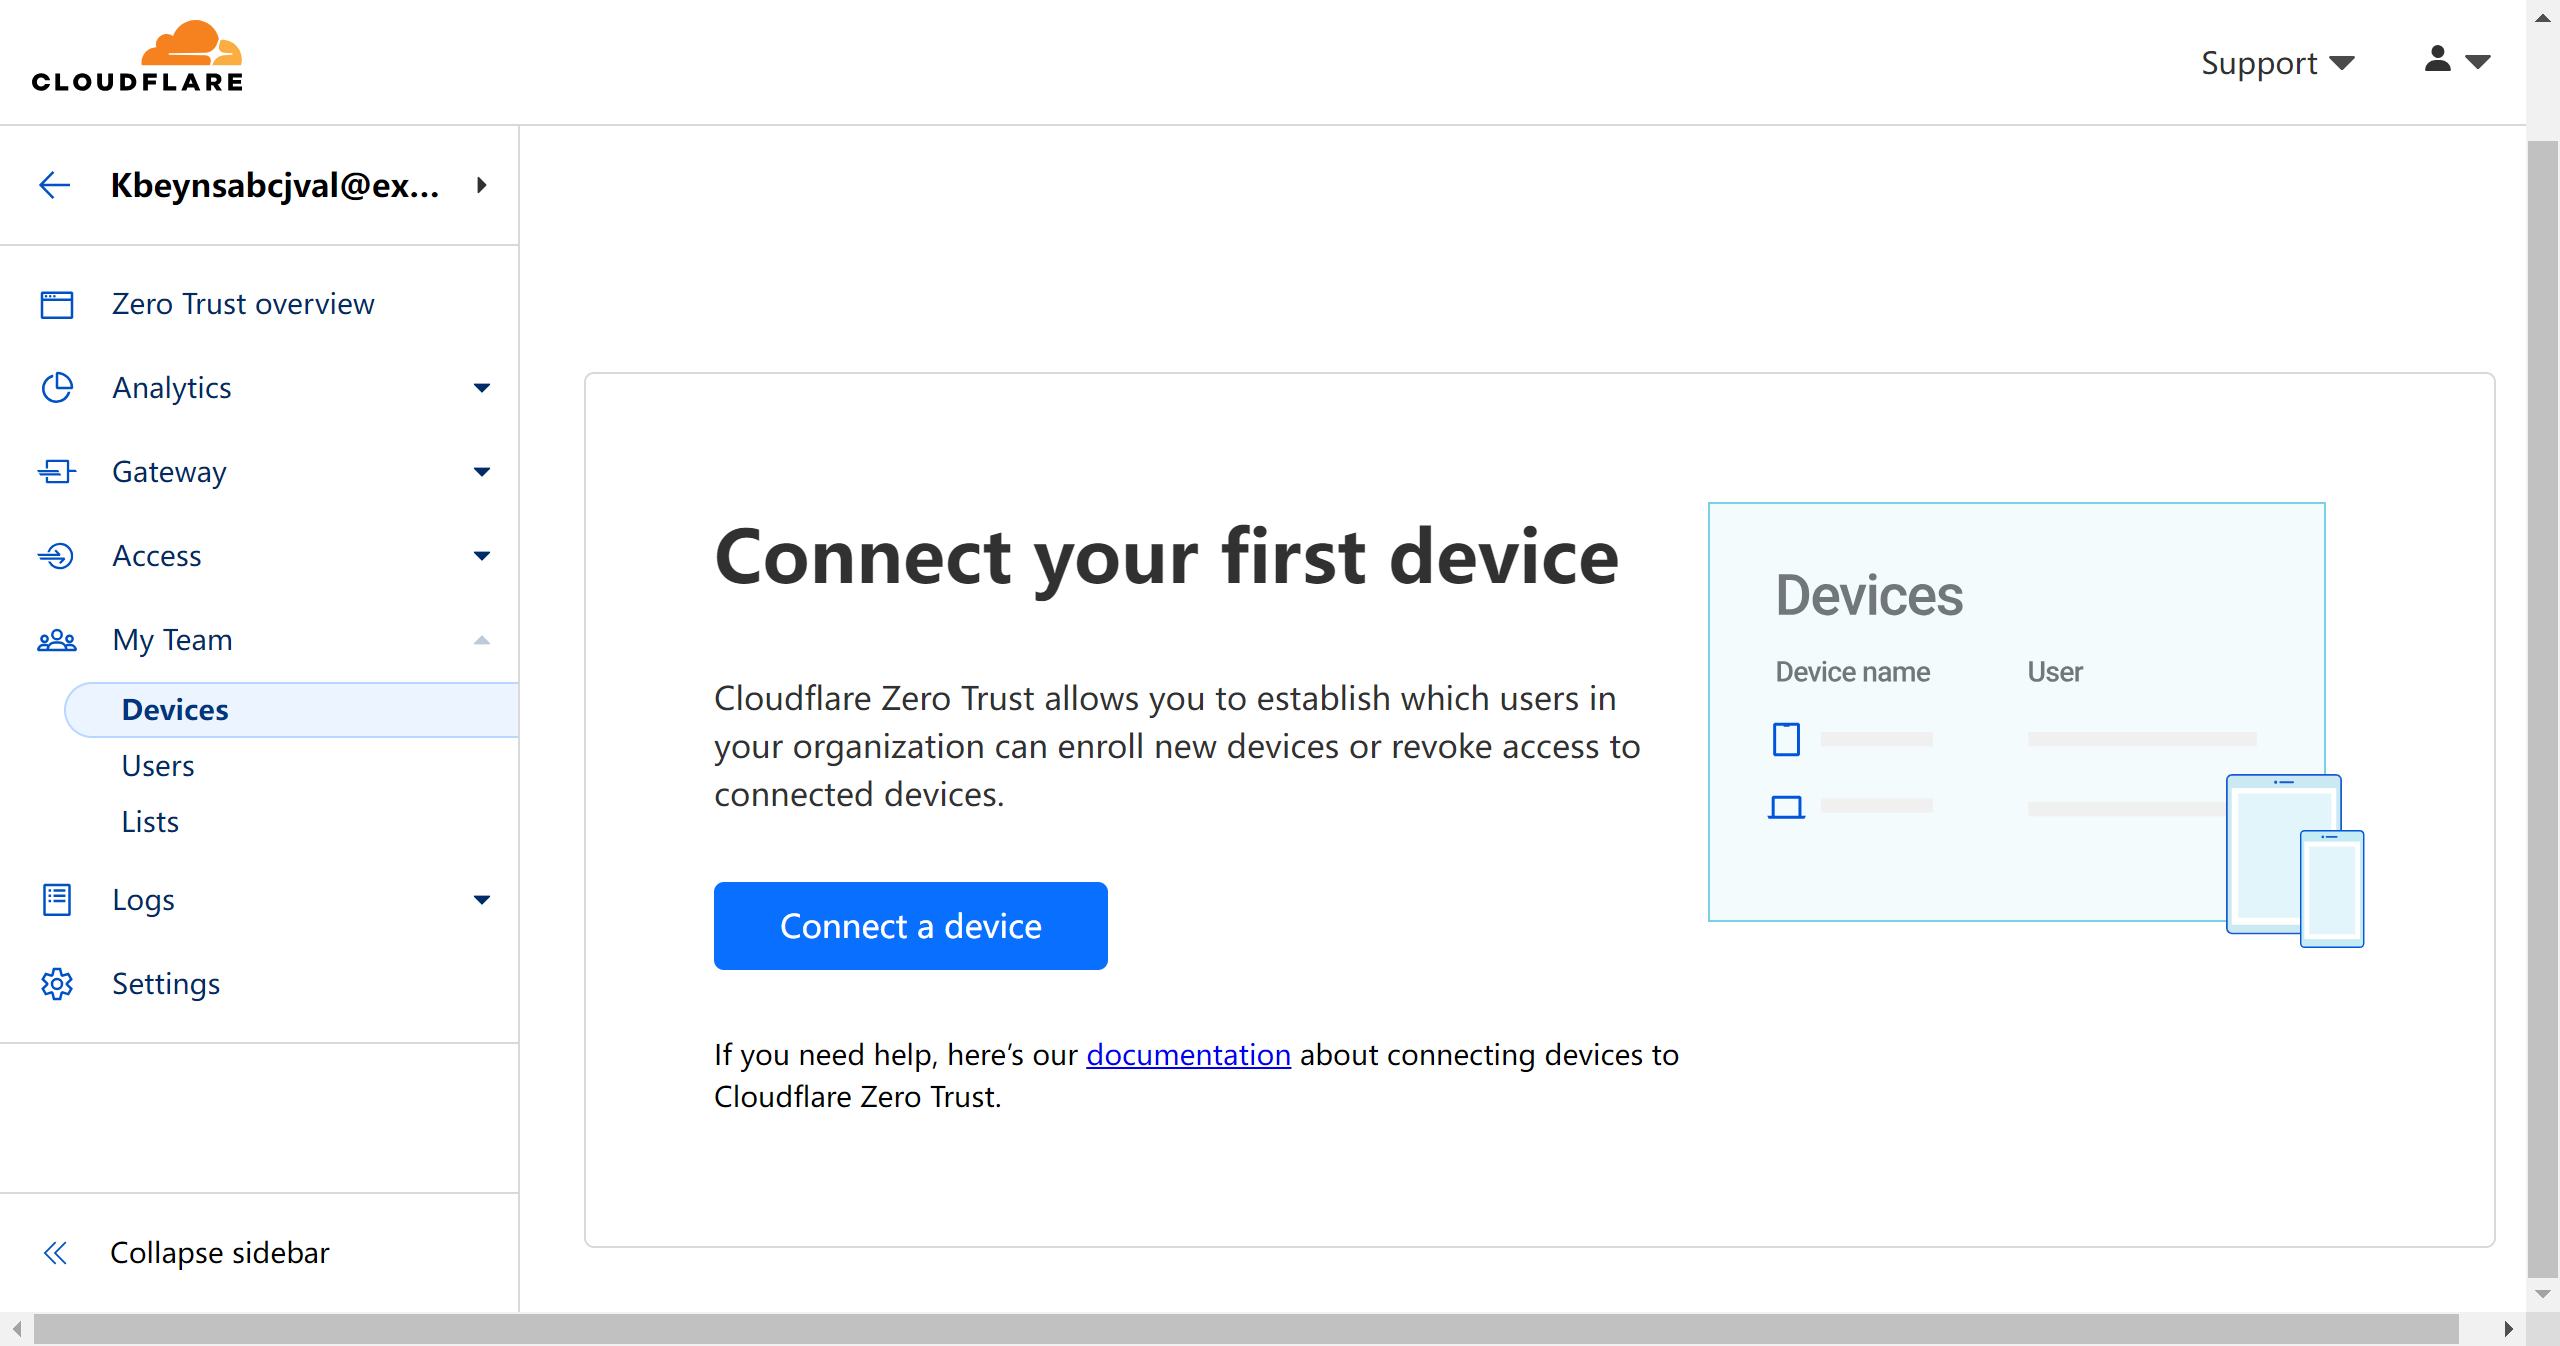 CLOUDFLARE
Support
Kbeynsabcjval@ex...
Zero Trust overview
Analytics
Gateway
Access
My Team
Devices
Users
Lists
Logs
Settings
Collapse sidebar
Connect your first device
Cloudflare Zero Trust allows you to establish which users in
your organization can enroll new devices or revoke access to
connected devices.
Connect a device
If you need help, here’s our documentation about connecting devices to
Cloudflare Zero Trust.
Devices
Device name User